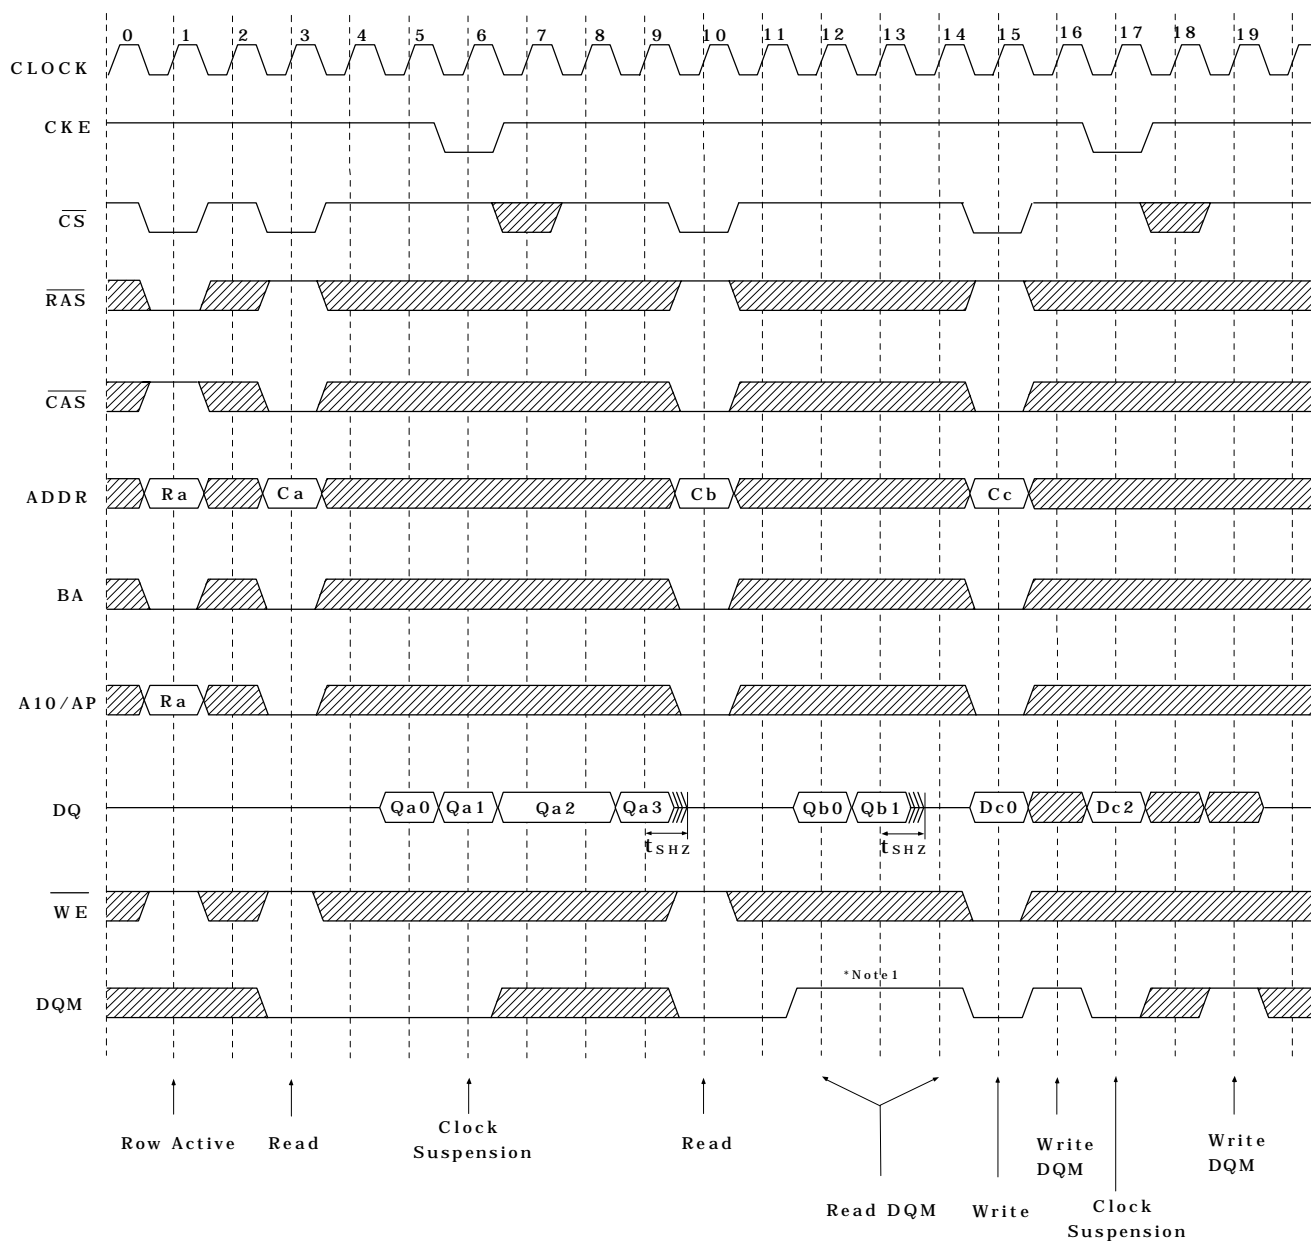 0 1 2 3 4 5 6 7 8 9 10 11 12 13 14 15 16 17 18 19
CLOCK
CKE
CS
RAS
CAS
ADDR Ra Ca Cb Cc
BA
A10/AP Ra
DQ Qa0 Qa1 Qa2 Qa3 Qb0 Qb1 Dc0 Dc2
tSHZ tSHZ
WE
*Note1
DQM
Row Active
Read
Clock
Suspension
Read
Read DQM
Write
Write
DQM
Clock
Suspension
Write
DQM